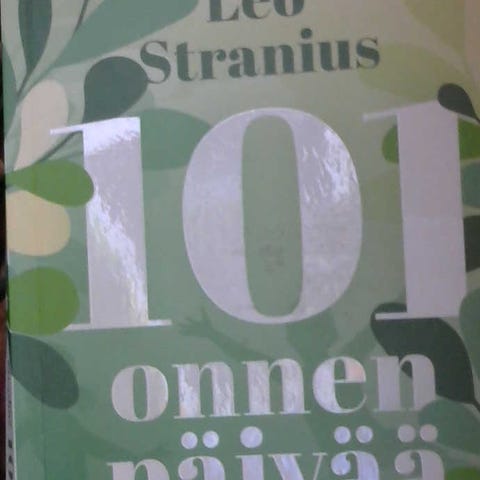 Leo
Stranius
101
onnen
päivää